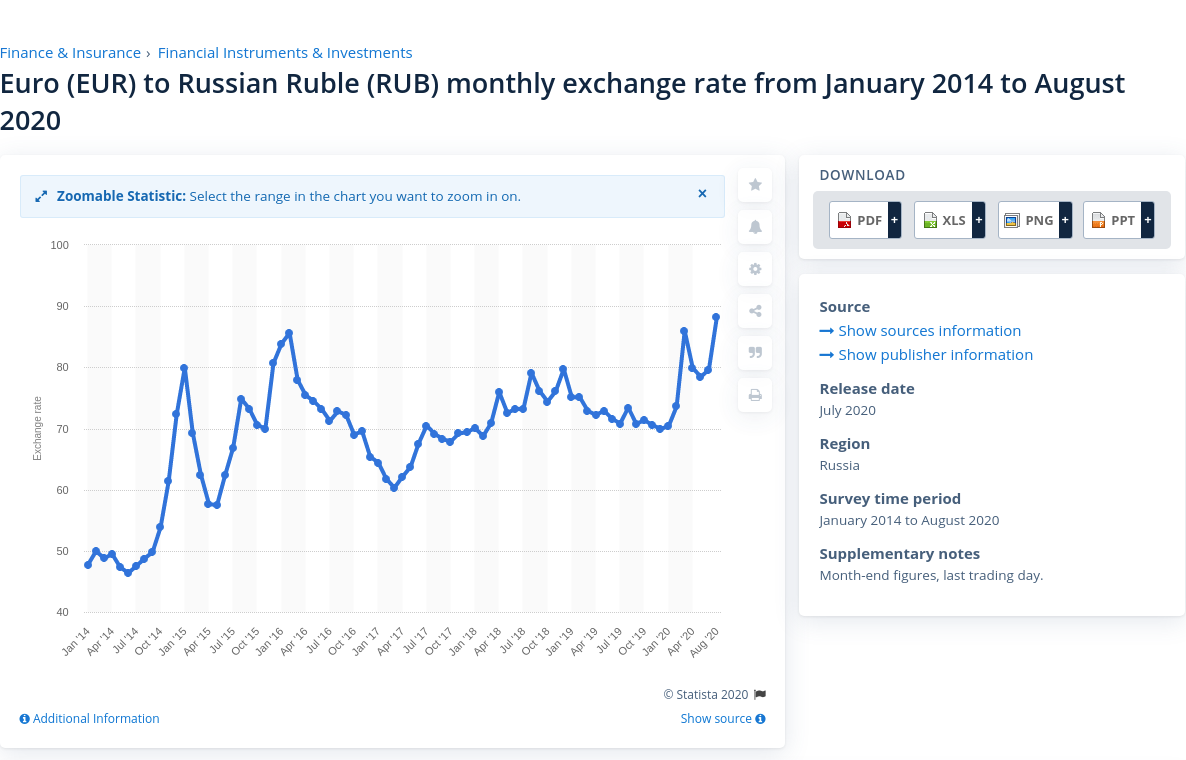 Finance & Insurance › Financial Instruments & Investments
Euro (EUR) to Russian Ruble (RUB) monthly exchange rate from January 2014 to August
2020
Zoomable Statistic: Select the range in the chart you want to zoom in on.
×
100
90
80
70
60
50
40
Exchange rate
Jan '14
Apr '14
Jul '14
Oct '14
Jan '15
Apr '15
Jul '15
Oct '15
Jan '16
Apr '16
Jul '16
Oct '16
Jan '17
Apr '17
Jul '17
Oct '17
Jan '18
Apr '18
Jul '18
Oct '18
Jan '19
Apr '19
Jul '19
Oct '19
Jan '20
Apr '20
Aug '20
© Statista 2020
Additional Information
Show source
DOWNLOAD
PDF +
XLS +
PNG +
PPT +
Source
Show sources information
Show publisher information
Release date
July 2020
Region
Russia
Survey time period
January 2014 to August 2020
Supplementary notes
Month-end figures, last trading day.